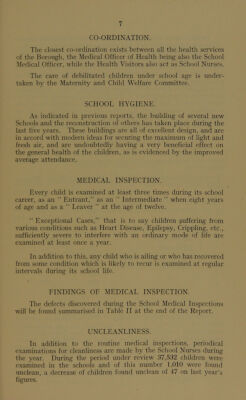 7
CO-ORDINATION.
The closest co-ordination exists between all the health services
of the Borough, the Medical Officer of Health being also the School
Medical Officer, while the Health Visitors also act as School Nurses.
The care of debilitated children under school age is under-
taken by the Maternity and Child Welfare Committee.
SCHOOL HYGIENE.
As indicated in previous reports, the building of several new
Schools and the reconstruction of others has taken place during the
last five years. These buildings are all of excellent design, and are
in accord with modern ideas for securing the maximum of light and
fresh air, and are undoubtedly having a very beneficial effect on
the general health of the children, as is evidenced by the improved
average attendance.
MEDICAL INSPECTION.
Every child is examined at least three times during its school
career, as an " Entrant," as an " Intermediate " when eight years
of age and as a " Leaver " at the age of twelve.
" Exceptional Cases," that is to say children suffering from
various conditions such as Heart Disease, Epilepsy, Crippling, etc.,
sufficiently severe to interfere with an ordinary mode of life are
examined at least once a year.
In addition to this, any child who is ailing or who has recovered
from some condition which is likely to recur is examined at regular
intervals during its school life.
FINDINGS OF MEDICAL INSPECTION.
The defects discovered during the School Medical Inspections
will be found summarised in Table II at the end of the Report.
UNCLEANLINESS.
In addition to the routine medical inspections, periodical
examinations for cleanliness are made by the School Nurses during
the year. During the period under review 37,592 children were
examined in the schools and of this number 1,010 were found
unclean, a decrease of children found unclean of 47 on last year's
figures.